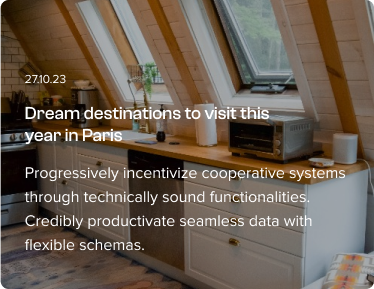 27.10.23
Dream destinations to visit this
year in Paris
Progressively incentivize cooperative systems
through technically sound functionalities.
Credibly productivate seamless data with
flexible schemas.